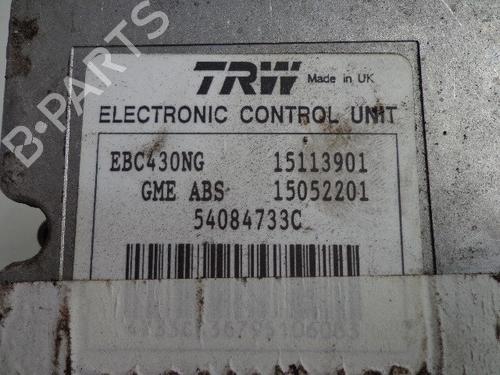 B-PARTS
TRW Made in UK
ELECTRONIC CONTROL UNIT
EBC430NG 15113901
GME ABS 15052201
54084733C